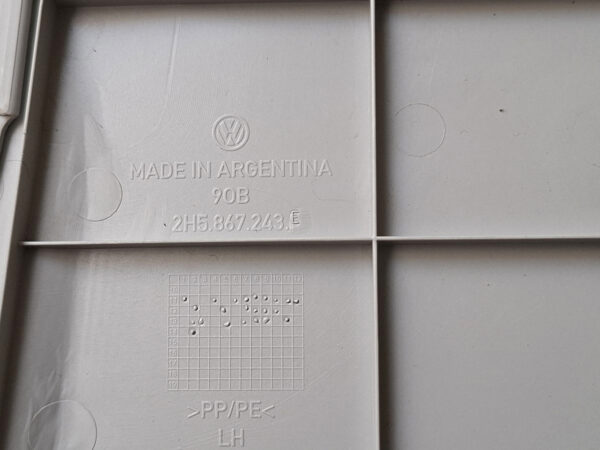 MADE IN ARGENTINA
90B
2H5.867.243.E
>PP/PE<
LH